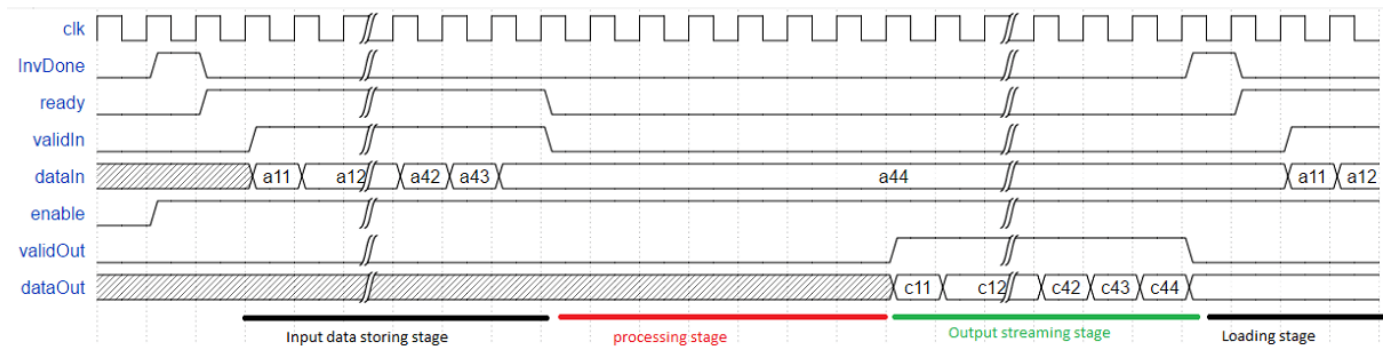 clk
InvDone
ready
validIn
dataIn a11 a12 a42 a43 a44 a11 a12
enable
validOut
dataOut c11 c12 c42 c43 c44
Input data storing stage processing stage Output streaming stage Loading stage